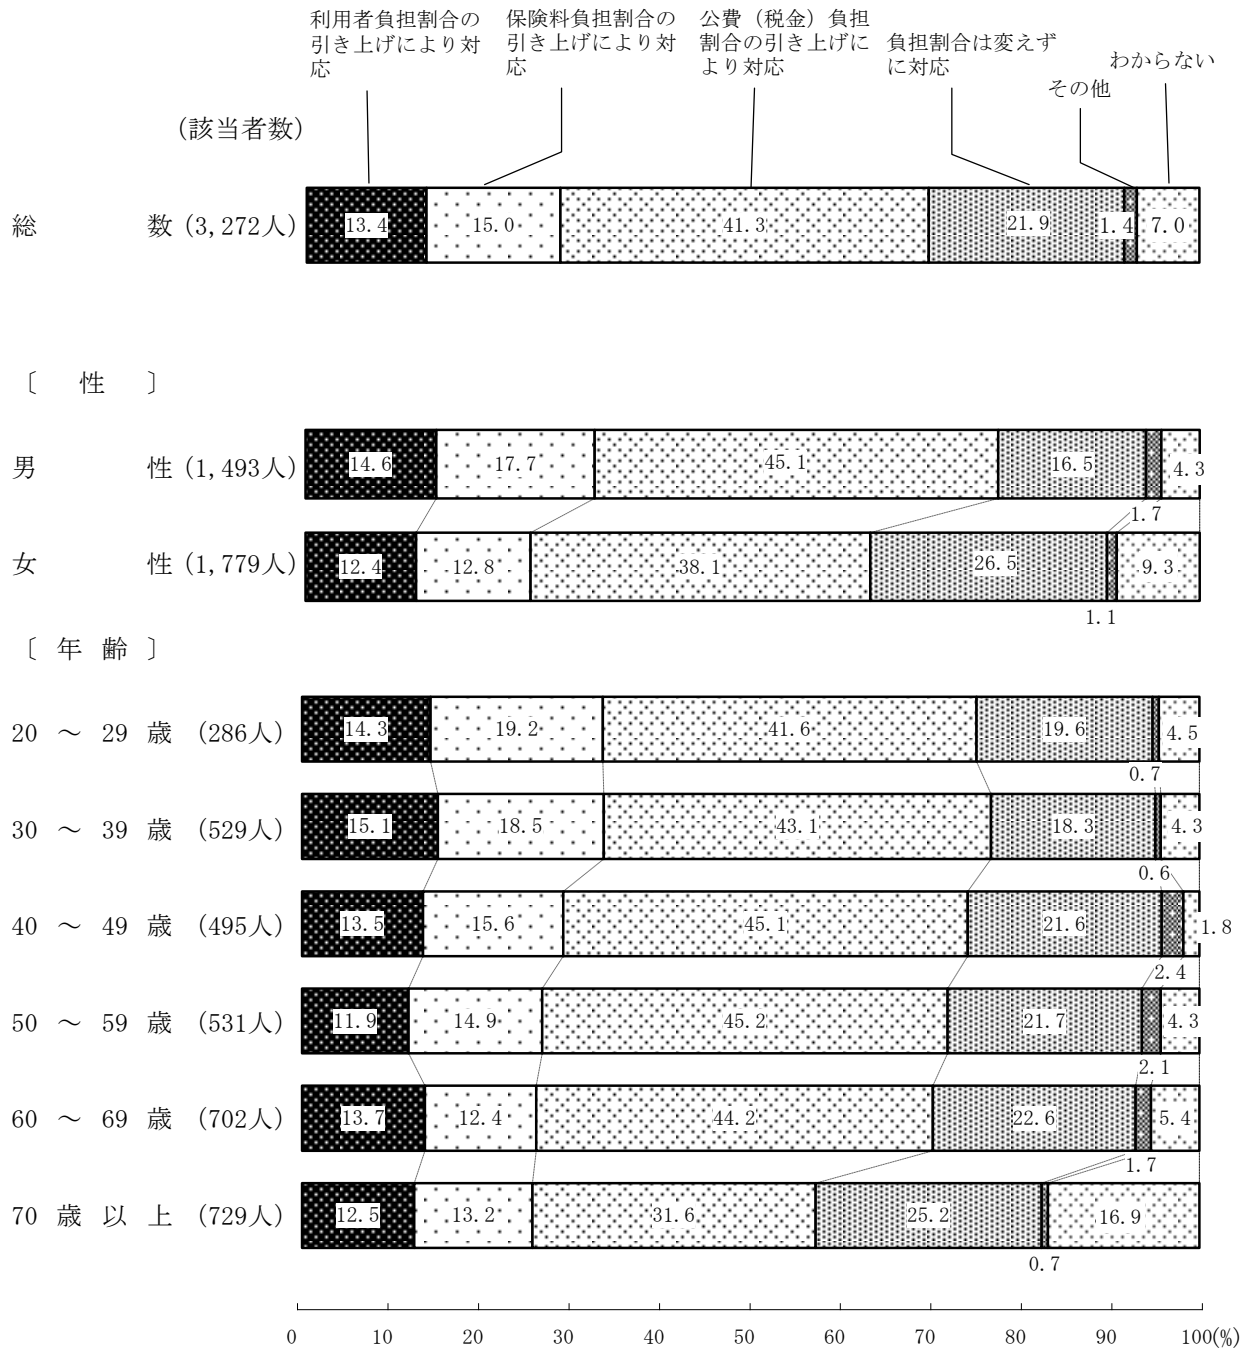 利用者負担割合の
引き上げにより対
応
保険料負担割合の
引き上げにより対
応
公費（税金）負担
割合の引き上げに
より対応
負担割合は変えず
に対応
その他
わからない
(該当者数)
総　　数 (3,272人) 13.4 15.0 41.3 21.9 1.4 7.0
〔　性　〕
男　　性 (1,493人) 14.6 17.7 45.1 16.5 4.3
1.7
女　　性 (1,779人) 12.4 12.8 38.1 26.5 9.3
1.1
〔 年 齢 〕
20 ～ 29 歳 (286人) 14.3 19.2 41.6 19.6 4.5
0.7
30 ～ 39 歳 (529人) 15.1 18.5 43.1 18.3 4.3
0.6
40 ～ 49 歳 (495人) 13.5 15.6 45.1 21.6 1.8
2.4
50 ～ 59 歳 (531人) 11.9 14.9 45.2 21.7 4.3
2.1
60 ～ 69 歳 (702人) 13.7 12.4 44.2 22.6 5.4
1.7
70 歳 以 上 (729人) 12.5 13.2 31.6 25.2 16.9
0.7
0 10 20 30 40 50 60 70 80 90 100(%)